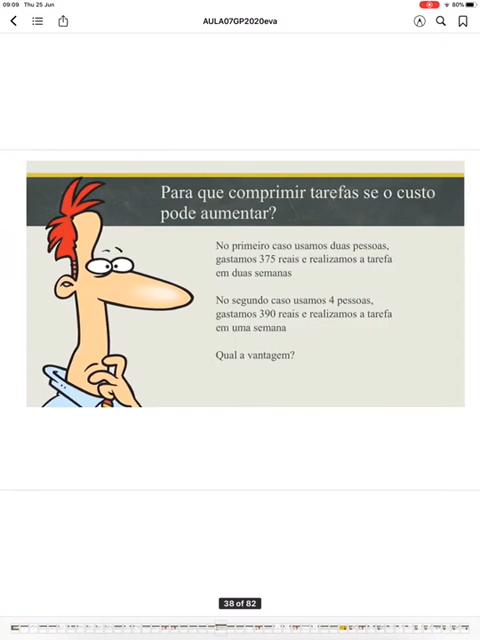 09:09 Thu 25 Jun
80%
AULA07GP2020eva
Para que comprimir tarefas se o custo
pode aumentar?
No primeiro caso usamos duas pessoas,
gastamos 375 reais e realizamos a tarefa
em duas semanas
No segundo caso usamos 4 pessoas,
gastamos 390 reais e realizamos a tarefa
em uma semana
Qual a vantagem?
38 of 82